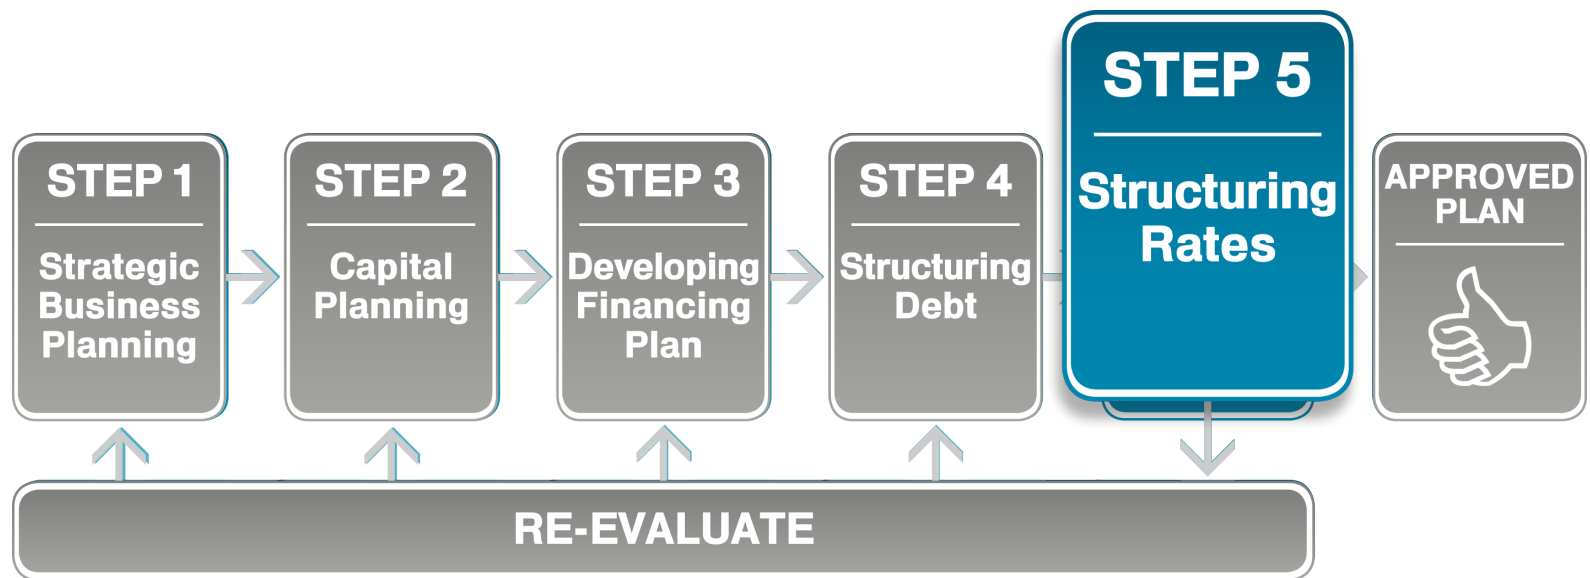 STEP 1
Strategic
Business
Planning
STEP 2
Capital
Planning
STEP 3
Developing
Financing
Plan
STEP 4
Structuring
Debt
STEP 5
Structuring
Rates
APPROVED
PLAN
RE-EVALUATE